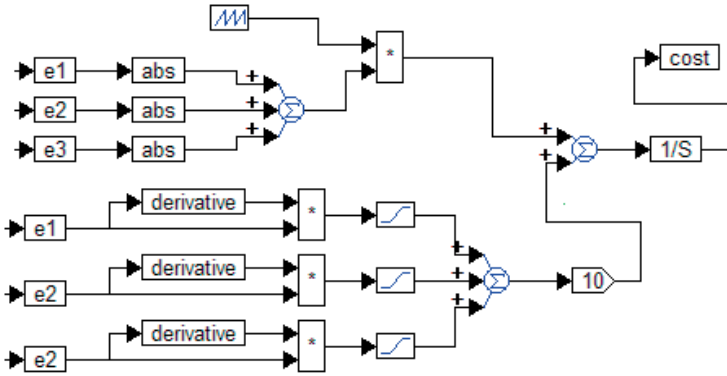 e1 abs
e2 abs
e3 abs
+
+
+
Σ
*
cost
+
+
Σ
1/S
e1 derivative *
e2 derivative *
e2 derivative *
+
+
+
Σ
10